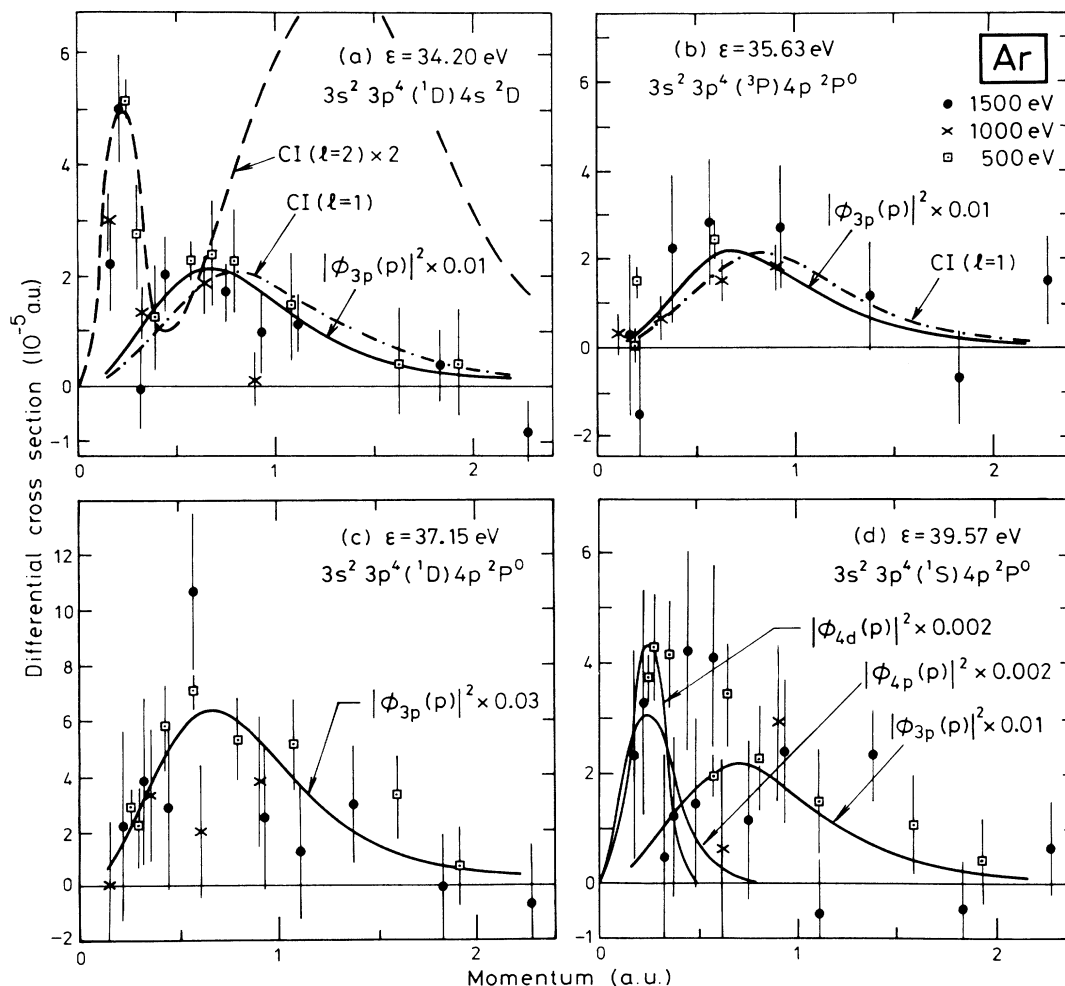 (a) ε=34.20 eV
3s² 3p⁴ (¹D)4s ²D
CI (ℓ=2) × 2
CI (ℓ=1)
|ϕ3p(p)|² × 0.01
6
4
2
0
-1
0
1
2
(b) ε=35.63 eV
3s² 3p⁴ (³P)4p ²P⁰
Ar
1500 eV
1000 eV
500 eV
|ϕ3p(p)|² × 0.01
CI (ℓ=1)
6
4
2
0
-2
0
1
2
Differential cross section (10⁻⁵ a.u.)
(c) ε=37.15 eV
3s² 3p⁴ (¹D)4p ²P⁰
|ϕ3p(p)|² × 0.03
12
10
8
6
4
2
0
-2
0
1
2
(d) ε=39.57 eV
3s² 3p⁴ (¹S)4p ²P⁰
|ϕ4d(p)|² × 0.002
|ϕ4p(p)|² × 0.002
|ϕ3p(p)|² × 0.01
6
4
2
0
-1
0
1
2
Momentum (a.u.)